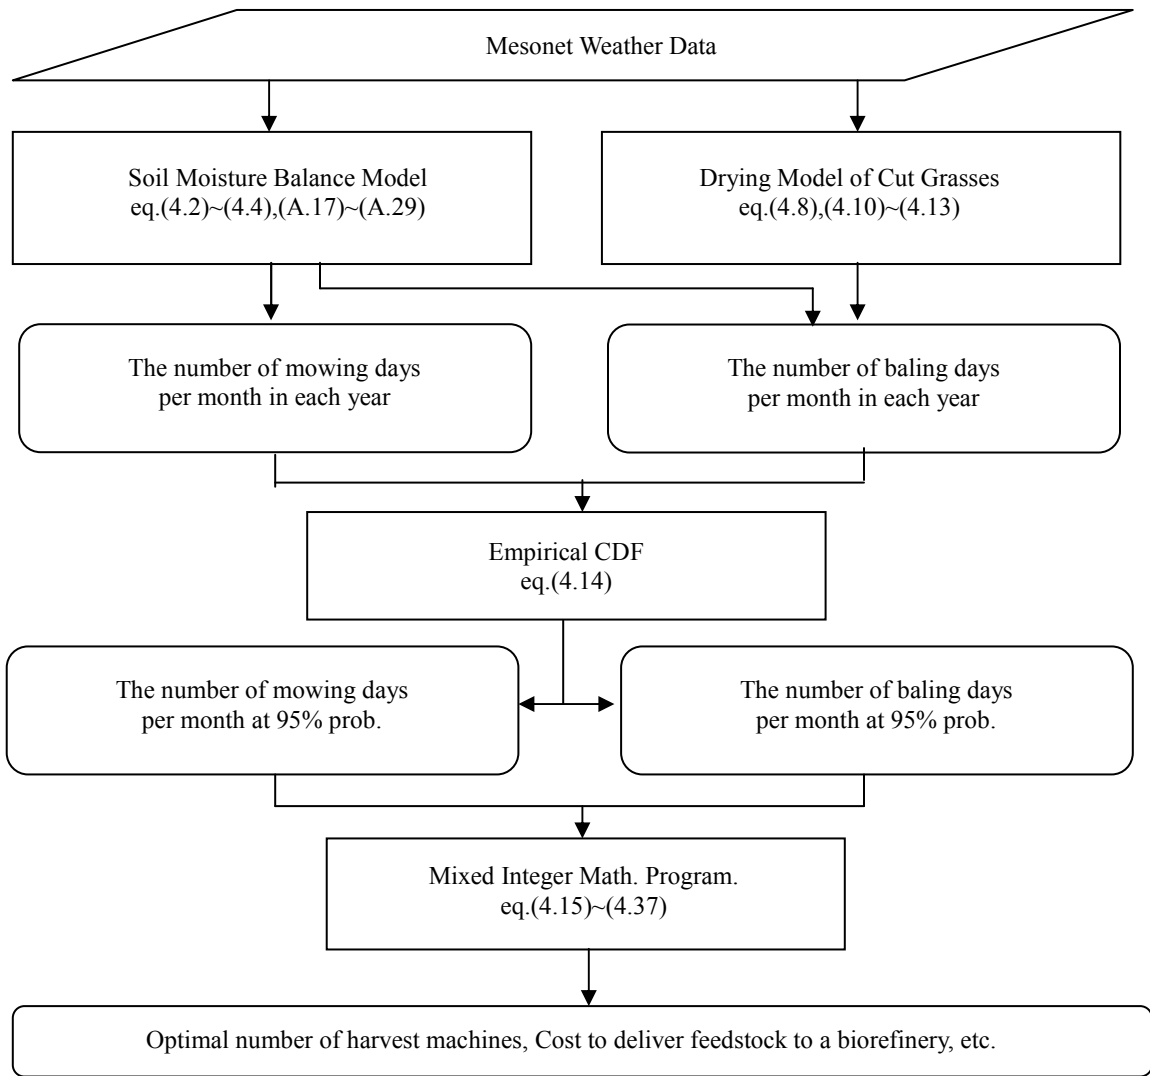 Mesonet Weather Data
Soil Moisture Balance Model
eq.(4.2)~(4.4),(A.17)~(A.29)
Drying Model of Cut Grasses
eq.(4.8),(4.10)~(4.13)
The number of mowing days
per month in each year
The number of baling days
per month in each year
Empirical CDF
eq.(4.14)
The number of mowing days
per month at 95% prob.
The number of baling days
per month at 95% prob.
Mixed Integer Math. Program.
eq.(4.15)~(4.37)
Optimal number of harvest machines, Cost to deliver feedstock to a biorefinery, etc.